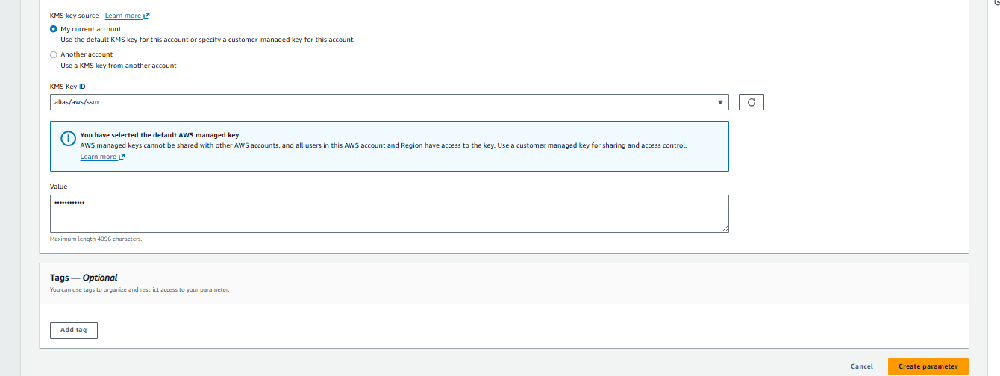 KMS key source - Learn more
My current account
Use the default KMS key for this account or specify a customer-managed key for this account.
Another account
Use a KMS key from another account
KMS Key ID
alias/aws/ssm
You have selected the default AWS managed key
AWS managed keys cannot be shared with other AWS accounts, and all users in this AWS account and Region have access to the key. Use a customer managed key for sharing and access control.
Learn more
Value
••••••••••••
Maximum length 4096 characters.
Tags — Optional
You can use tags to organize and restrict access to your parameter.
Add tag
Cancel
Create parameter